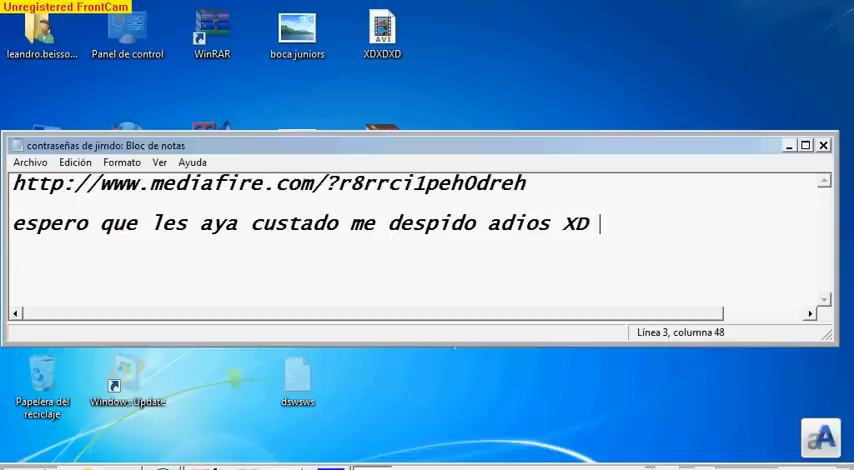 Unregistered FrontCam
leandro.beisso...
Panel de control
WinRAR
boca juniors
XDXDXD
contraseñas de jimdo: Bloc de notas
Archivo Edición Formato Ver Ayuda
http://www.mediafire.com/?r8rrci1peh0dreh
espero que les aya custado me despido adios XD
Línea 3, columna 48
Papelera del
reciclaje
Windows Update
dswsws